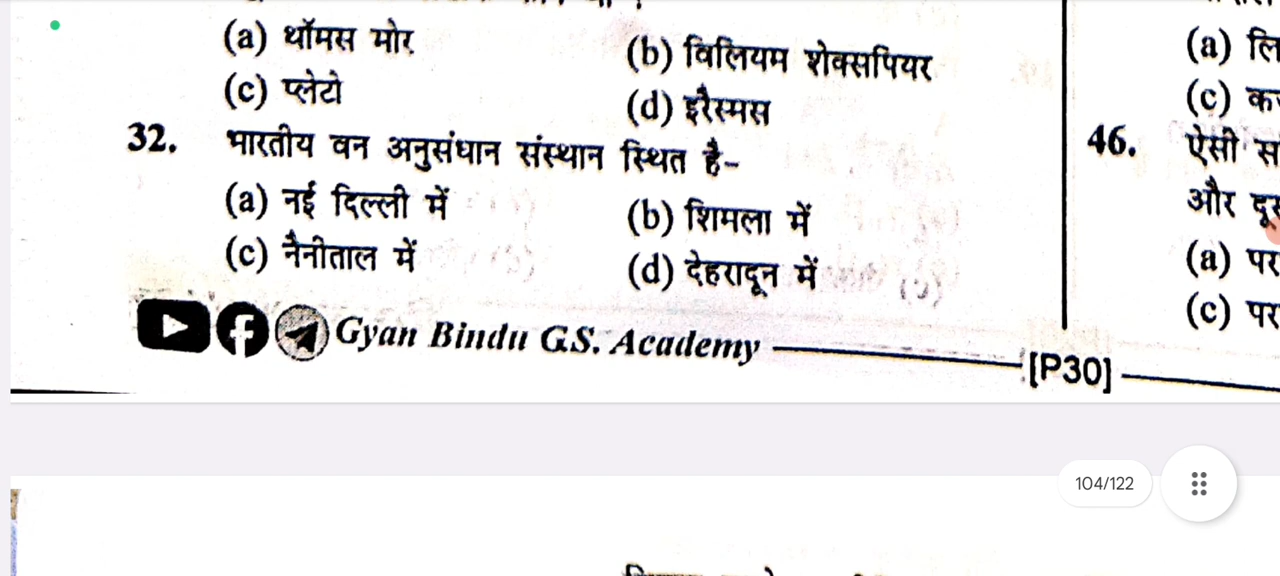 (a) थॉमस मोर
(b) विलियम शेक्सपियर
(c) प्लेटो
(d) इरैस्मस
32. भारतीय वन अनुसंधान संस्थान स्थित है-
(a) नई दिल्ली में
(b) शिमला में
(c) नैनीताल में
(d) देहरादून में
Gyan Bindu G.S. Academy
[P30]
(a)
(c)
46. ऐसी
और
(a)
(c)
104/122